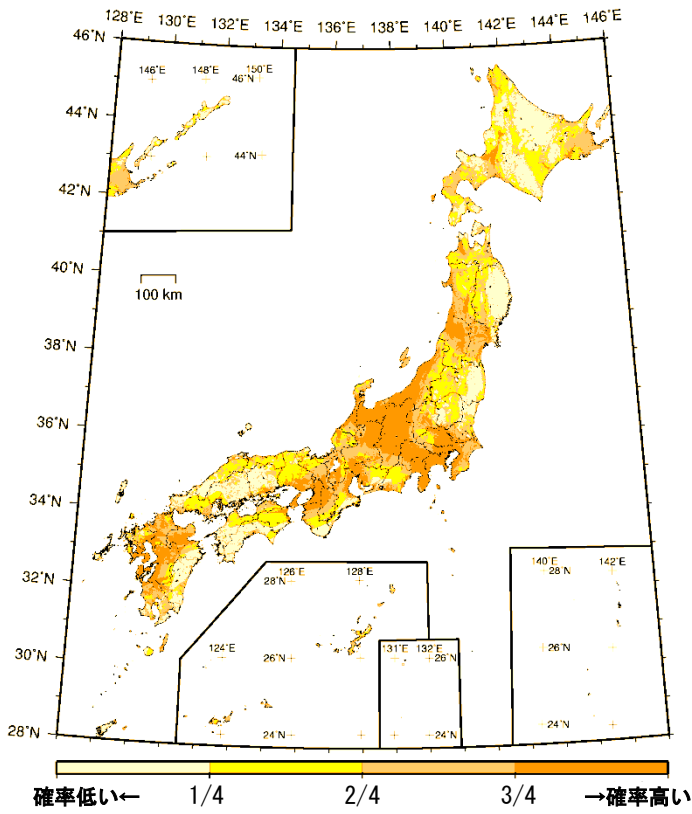 128°E 130°E 132°E 134°E 136°E 138°E 140°E 142°E 144°E 146°E
46°N
146°E 148°E 150°E
46°N
44°N
44°N
42°N
40°N
100 km
38°N
36°N
34°N
32°N
126°E 128°E
28°N
140°E 142°E
28°N
30°N
124°E
26°N
131°E 132°E
26°N
26°N
28°N
24°N
24°N
24°N
確率低い← 1/4 2/4 3/4 →確率高い